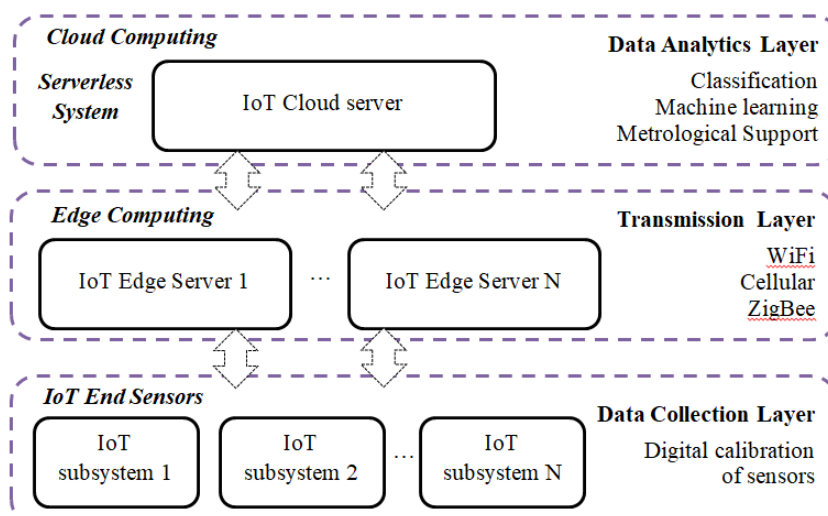 Cloud Computing
Data Analytics Layer
Serverless
System
IoT Cloud server
Classification
Machine learning
Metrological Support
Edge Computing
Transmission Layer
IoT Edge Server 1
...
IoT Edge Server N
WiFi
Cellular
ZigBee
IoT End Sensors
Data Collection Layer
IoT
subsystem 1
IoT
subsystem 2
...
IoT
subsystem N
Digital calibration
of sensors